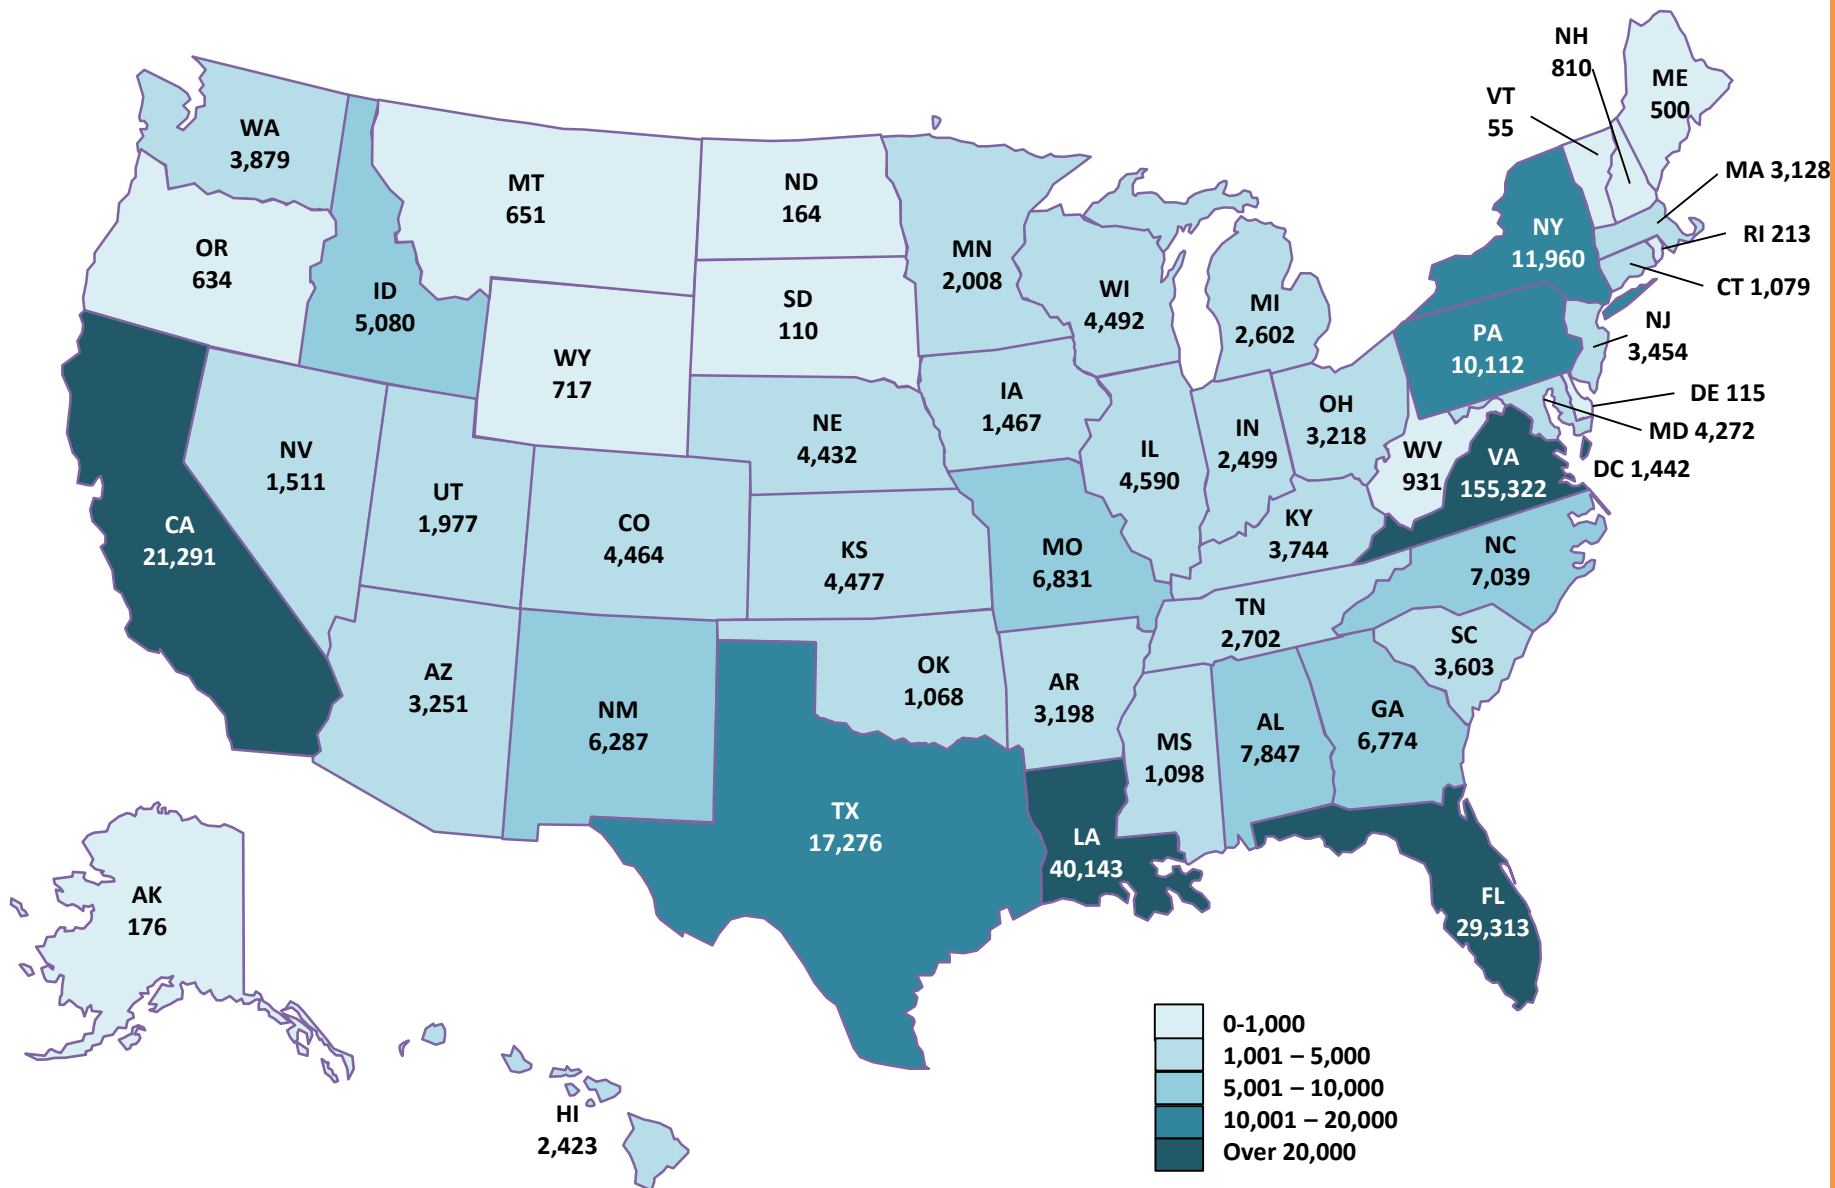 NH
810
ME
500
VT
55
WA
3,879
MA 3,128
MT
651
ND
164
RI 213
NY
11,960
OR
634
MN
2,008
CT 1,079
ID
5,080
WI
4,492
SD
110
MI
2,602
NJ
3,454
PA
10,112
WY
717
DE 115
IA
1,467
OH
3,218
NE
4,432
MD 4,272
IN
2,499
NV
1,511
IL
4,590
WV
931
VA
155,322
DC 1,442
UT
1,977
CA
21,291
CO
4,464
KY
3,744
KS
4,477
MO
6,831
NC
7,039
TN
2,702
SC
3,603
AZ
3,251
OK
1,068
AR
3,198
NM
6,287
GA
6,774
AL
7,847
MS
1,098
TX
17,276
LA
40,143
AK
176
FL
29,313
0-1,000
1,001 – 5,000
5,001 – 10,000
10,001 – 20,000
Over 20,000
HI
2,423